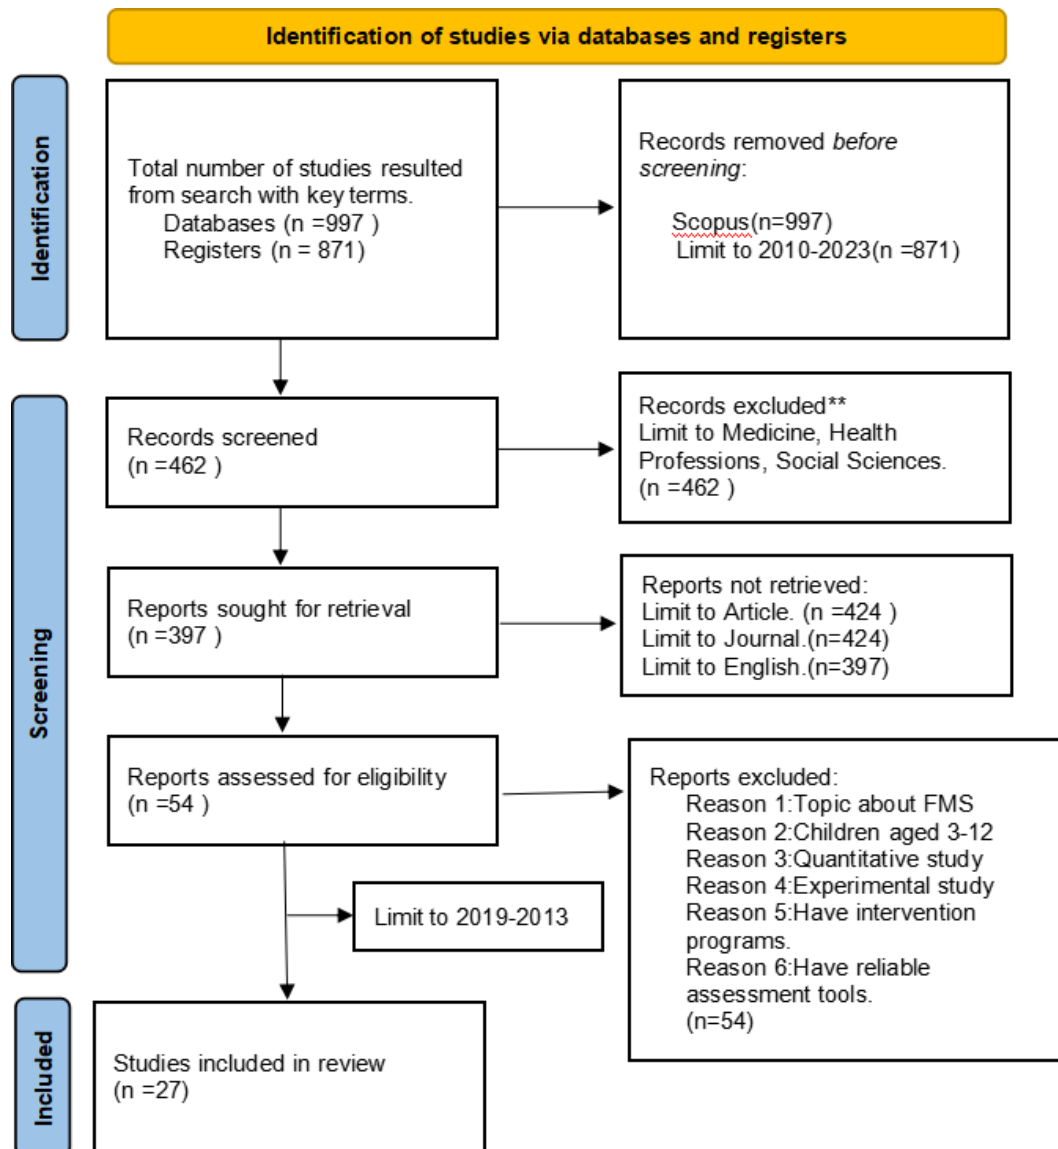 Identification of studies via databases and registers
Identification
Total number of studies resulted
from search with key terms.
Databases (n =997 )
Registers (n = 871)
Records removed before
screening:
Scopus(n=997)
Limit to 2010-2023(n =871)
Screening
Records screened
(n =462 )
Records excluded**
Limit to Medicine, Health
Professions, Social Sciences.
(n =462 )
Reports sought for retrieval
(n =397 )
Reports not retrieved:
Limit to Article. (n =424 )
Limit to Journal.(n=424)
Limit to English.(n=397)
Reports assessed for eligibility
(n =54 )
Reports excluded:
Reason 1:Topic about FMS
Reason 2:Children aged 3-12
Reason 3:Quantitative study
Reason 4:Experimental study
Reason 5:Have intervention
programs.
Reason 6:Have reliable
assessment tools.
(n=54)
Limit to 2019-2013
Included
Studies included in review
(n =27)